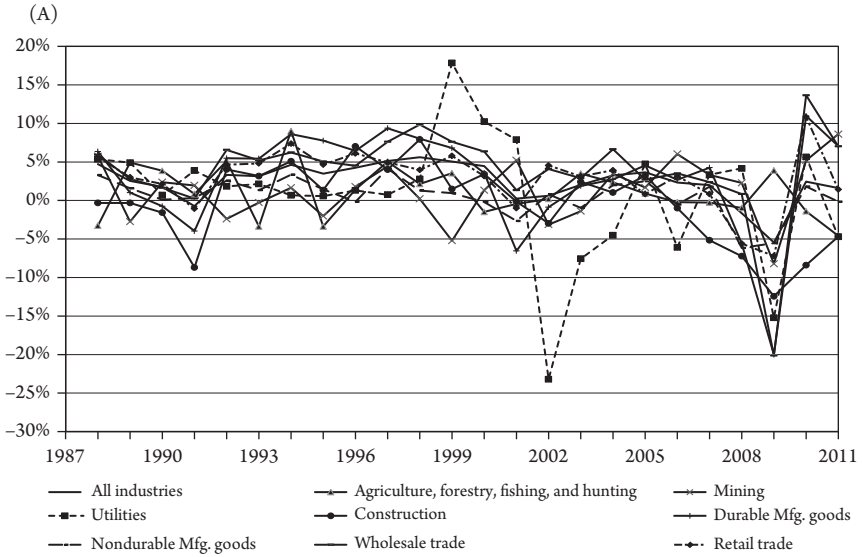 (A)
20%
15%
10%
5%
0%
−5%
−10%
−15%
−20%
−25%
−30%
1987 1990 1993 1996 1999 2002 2005 2008 2011
All industries Agriculture, forestry, fishing, and hunting Mining
Utilities Construction Durable Mfg. goods
Nondurable Mfg. goods Wholesale trade Retail trade